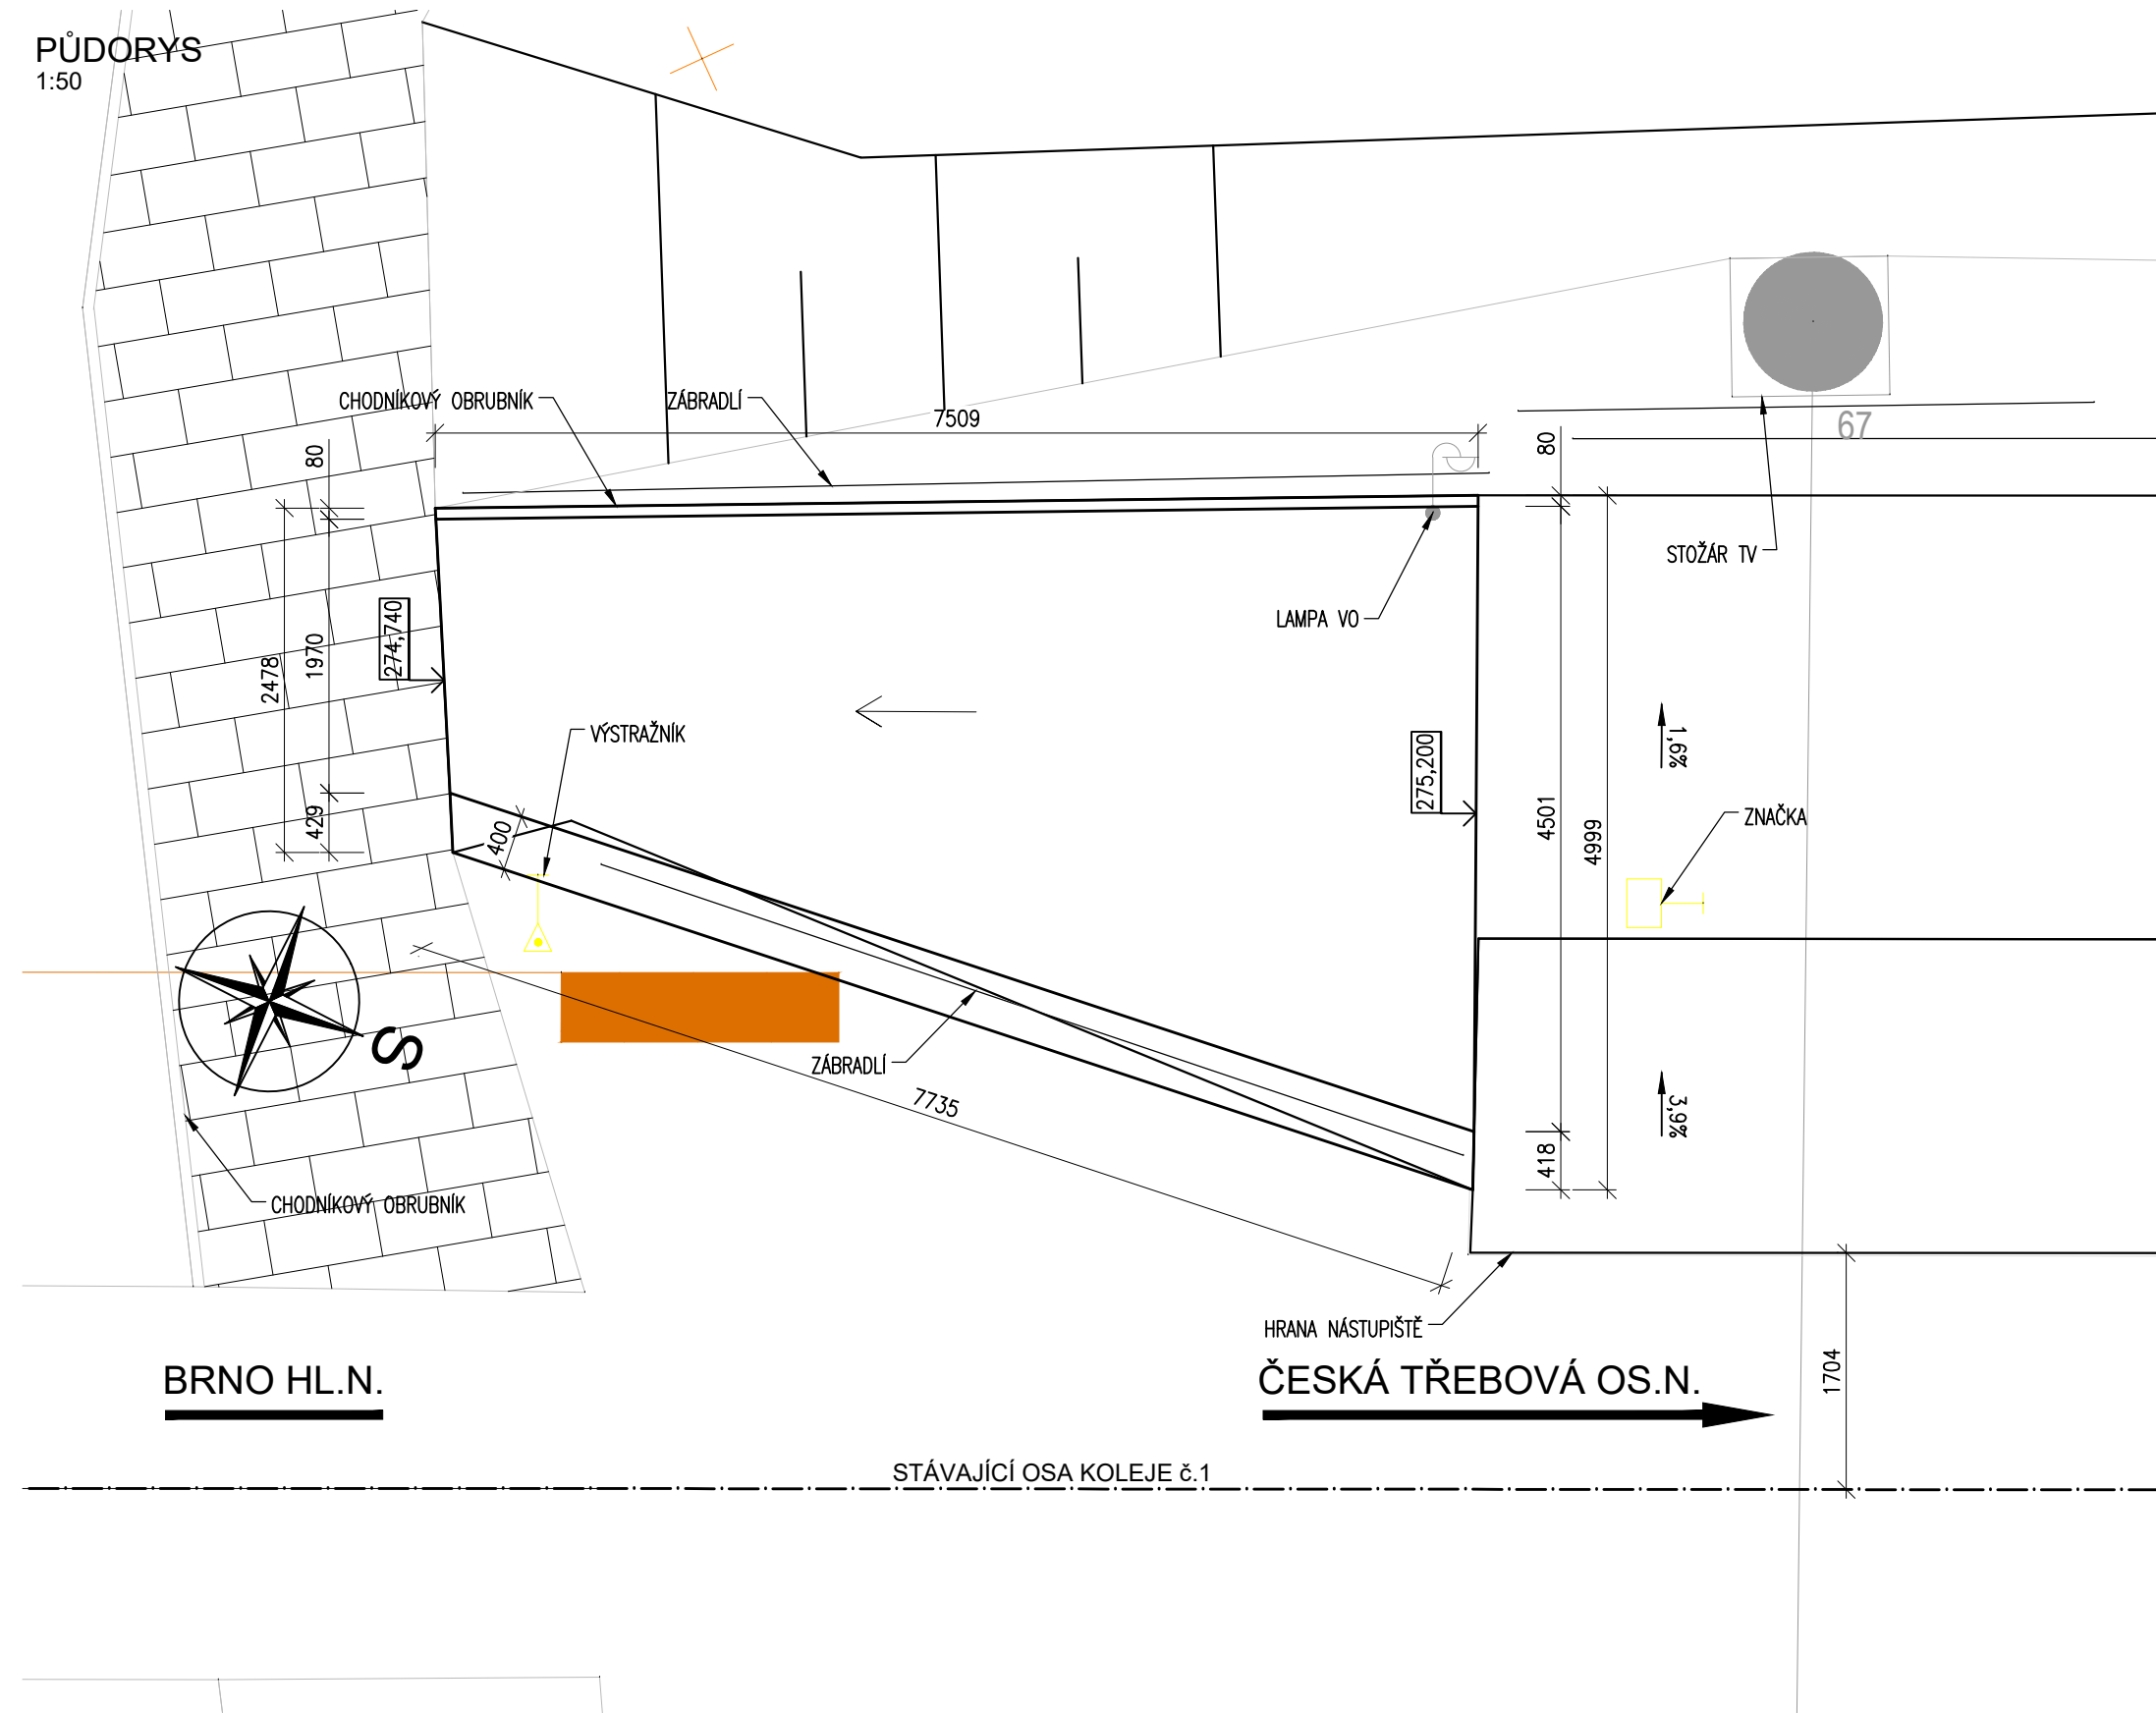 PŮDORYS
1:50
CHODNÍKOVÝ OBRUBNÍK
ZÁBRADLÍ
7509
67
80
80
STOŽÁR TV
LAMPA VO
274,740
1970
2478
429
VÝSTRAŽNÍK
400
275,200
4501
4999
1,6%
ZNAČKA
S
ZÁBRADLÍ
7735
3,9%
418
CHODNÍKOVÝ OBRUBNÍK
HRANA NÁSTUPIŠTĚ
1704
BRNO HL.N.
ČESKÁ TŘEBOVÁ OS.N.
STÁVAJÍCÍ OSA KOLEJE č.1